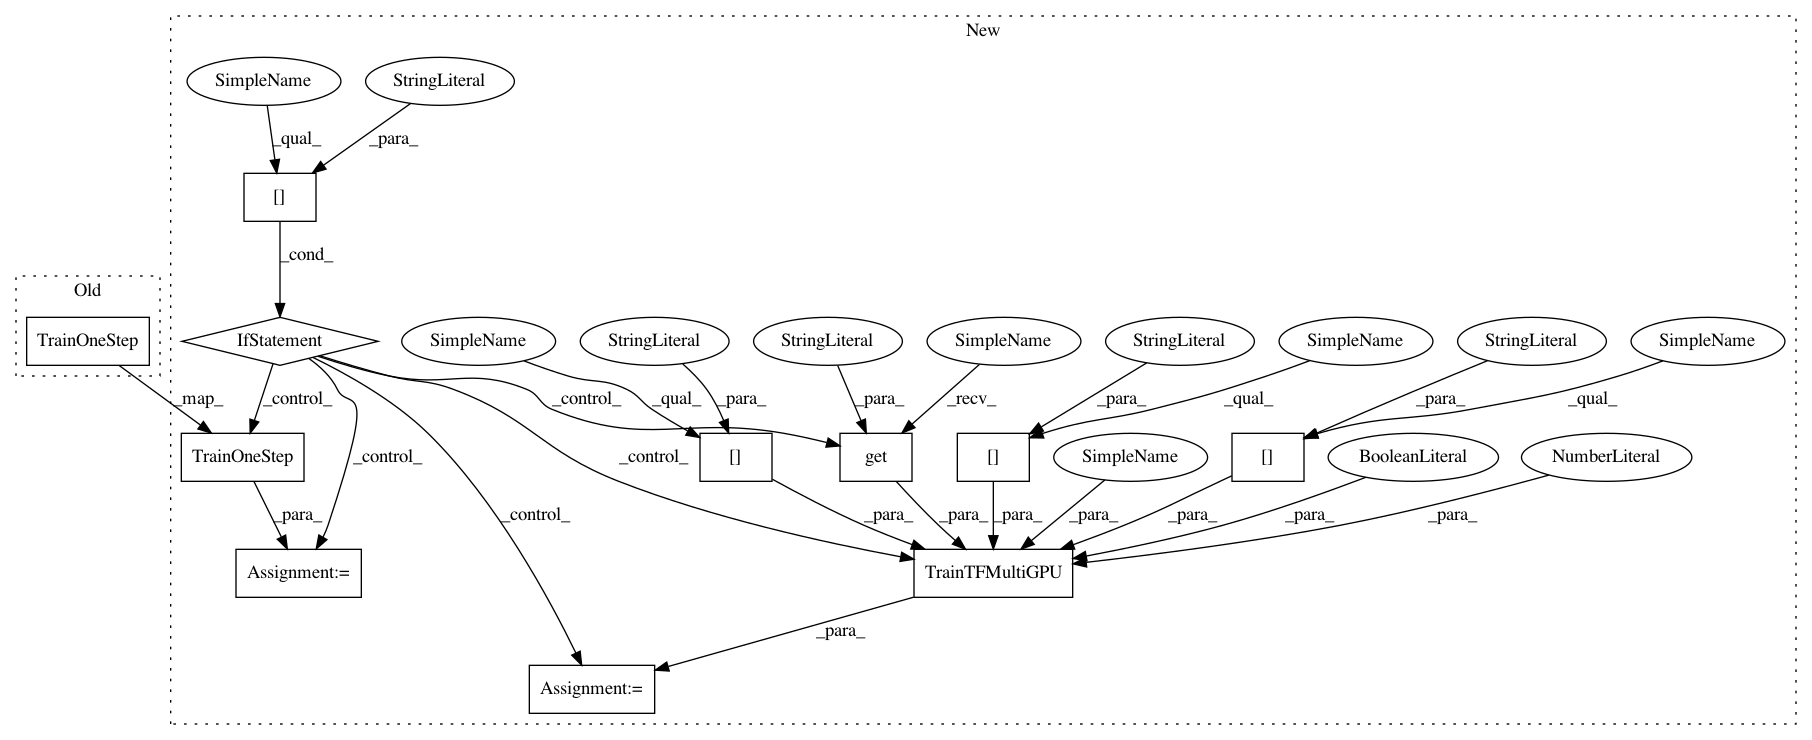 New
SimpleName
StringLiteral
_qual_
_para_
[]
_cond_
Old
TrainOneStep
IfStatement
SimpleName
StringLiteral
StringLiteral
SimpleName
StringLiteral
SimpleName
StringLiteral
SimpleName
_map_
_control_
_control_
_qual_
_para_
_para_
_recv_
_para_
_qual_
_para_
_qual_
TrainOneStep
_control_
_control_
[]
get
[]
SimpleName
[]
BooleanLiteral
NumberLiteral
_para_
_control_
_para_
_para_
_para_
_para_
_para_
_para_
_para_
Assignment:=
TrainTFMultiGPU
_para_
Assignment:=